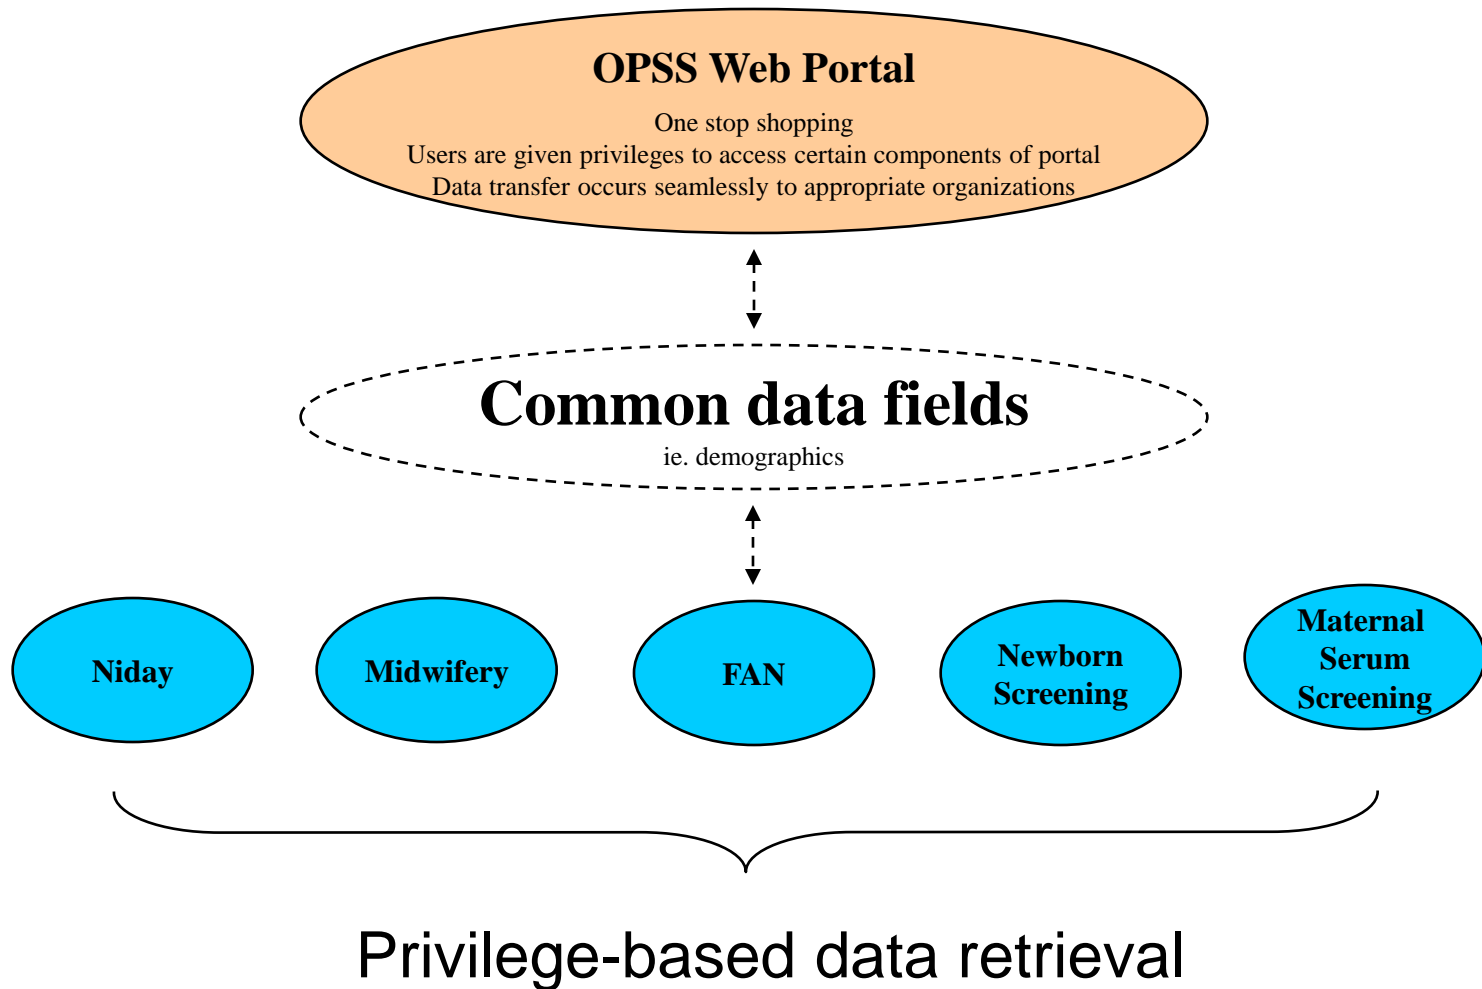 OPSS Web Portal
One stop shopping
Users are given privileges to access certain components of portal
Data transfer occurs seamlessly to appropriate organizations
Common data fields
ie. demographics
Niday
Midwifery
FAN
Newborn
Screening
Maternal
Serum
Screening
Privilege-based data retrieval